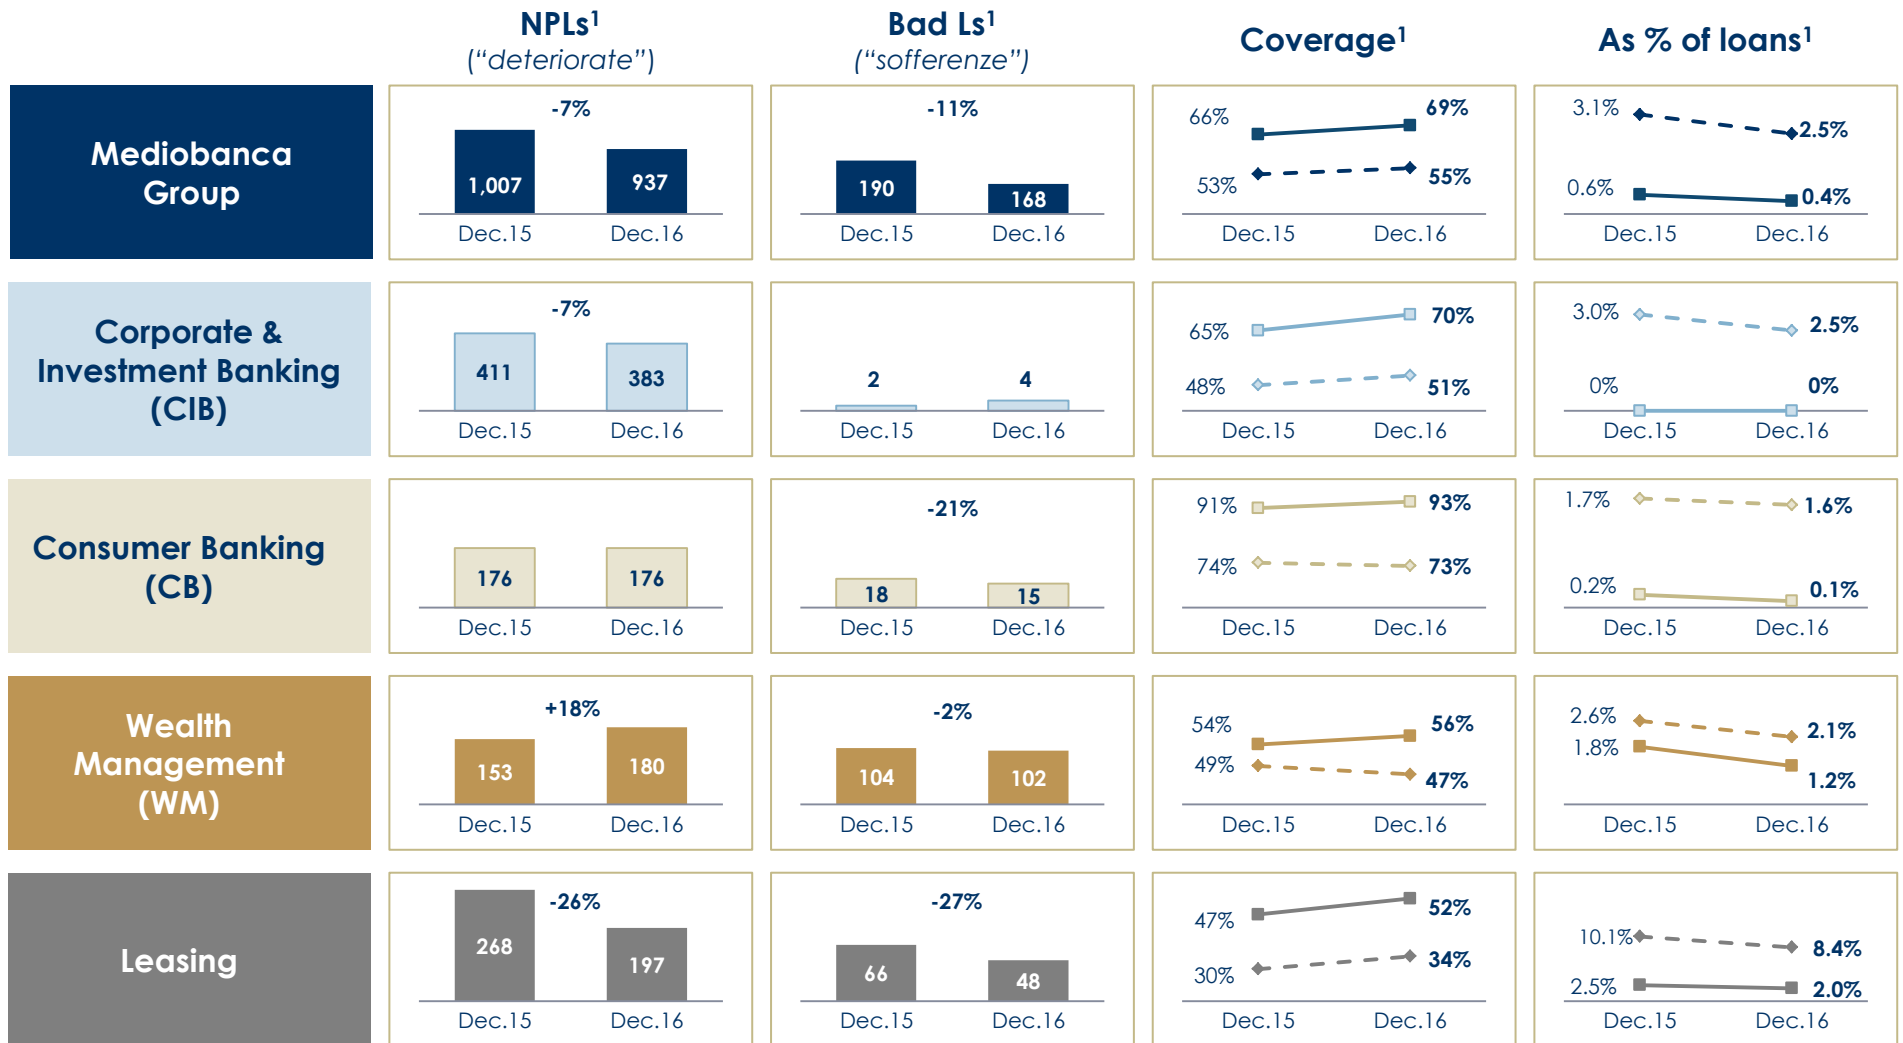 NPLs¹
(“deteriorate”)
Bad Ls¹
(“sofferenze”)
Coverage¹
As % of loans¹
Mediobanca
Group
-7%
1,007
937
Dec.15
Dec.16
-11%
190
168
Dec.15
Dec.16
66%
69%
53%
55%
Dec.15
Dec.16
3.1%
2.5%
0.6%
0.4%
Dec.15
Dec.16
Corporate &
Investment Banking
(CIB)
-7%
411
383
Dec.15
Dec.16
2
4
Dec.15
Dec.16
65%
70%
48%
51%
Dec.15
Dec.16
3.0%
2.5%
0%
0%
Dec.15
Dec.16
Consumer Banking
(CB)
176
176
Dec.15
Dec.16
-21%
18
15
Dec.15
Dec.16
91%
93%
74%
73%
Dec.15
Dec.16
1.7%
1.6%
0.2%
0.1%
Dec.15
Dec.16
Wealth
Management
(WM)
+18%
153
180
Dec.15
Dec.16
-2%
104
102
Dec.15
Dec.16
54%
56%
49%
47%
Dec.15
Dec.16
2.6%
2.1%
1.8%
1.2%
Dec.15
Dec.16
Leasing
-26%
268
197
Dec.15
Dec.16
-27%
66
48
Dec.15
Dec.16
47%
52%
30%
34%
Dec.15
Dec.16
10.1%
8.4%
2.5%
2.0%
Dec.15
Dec.16